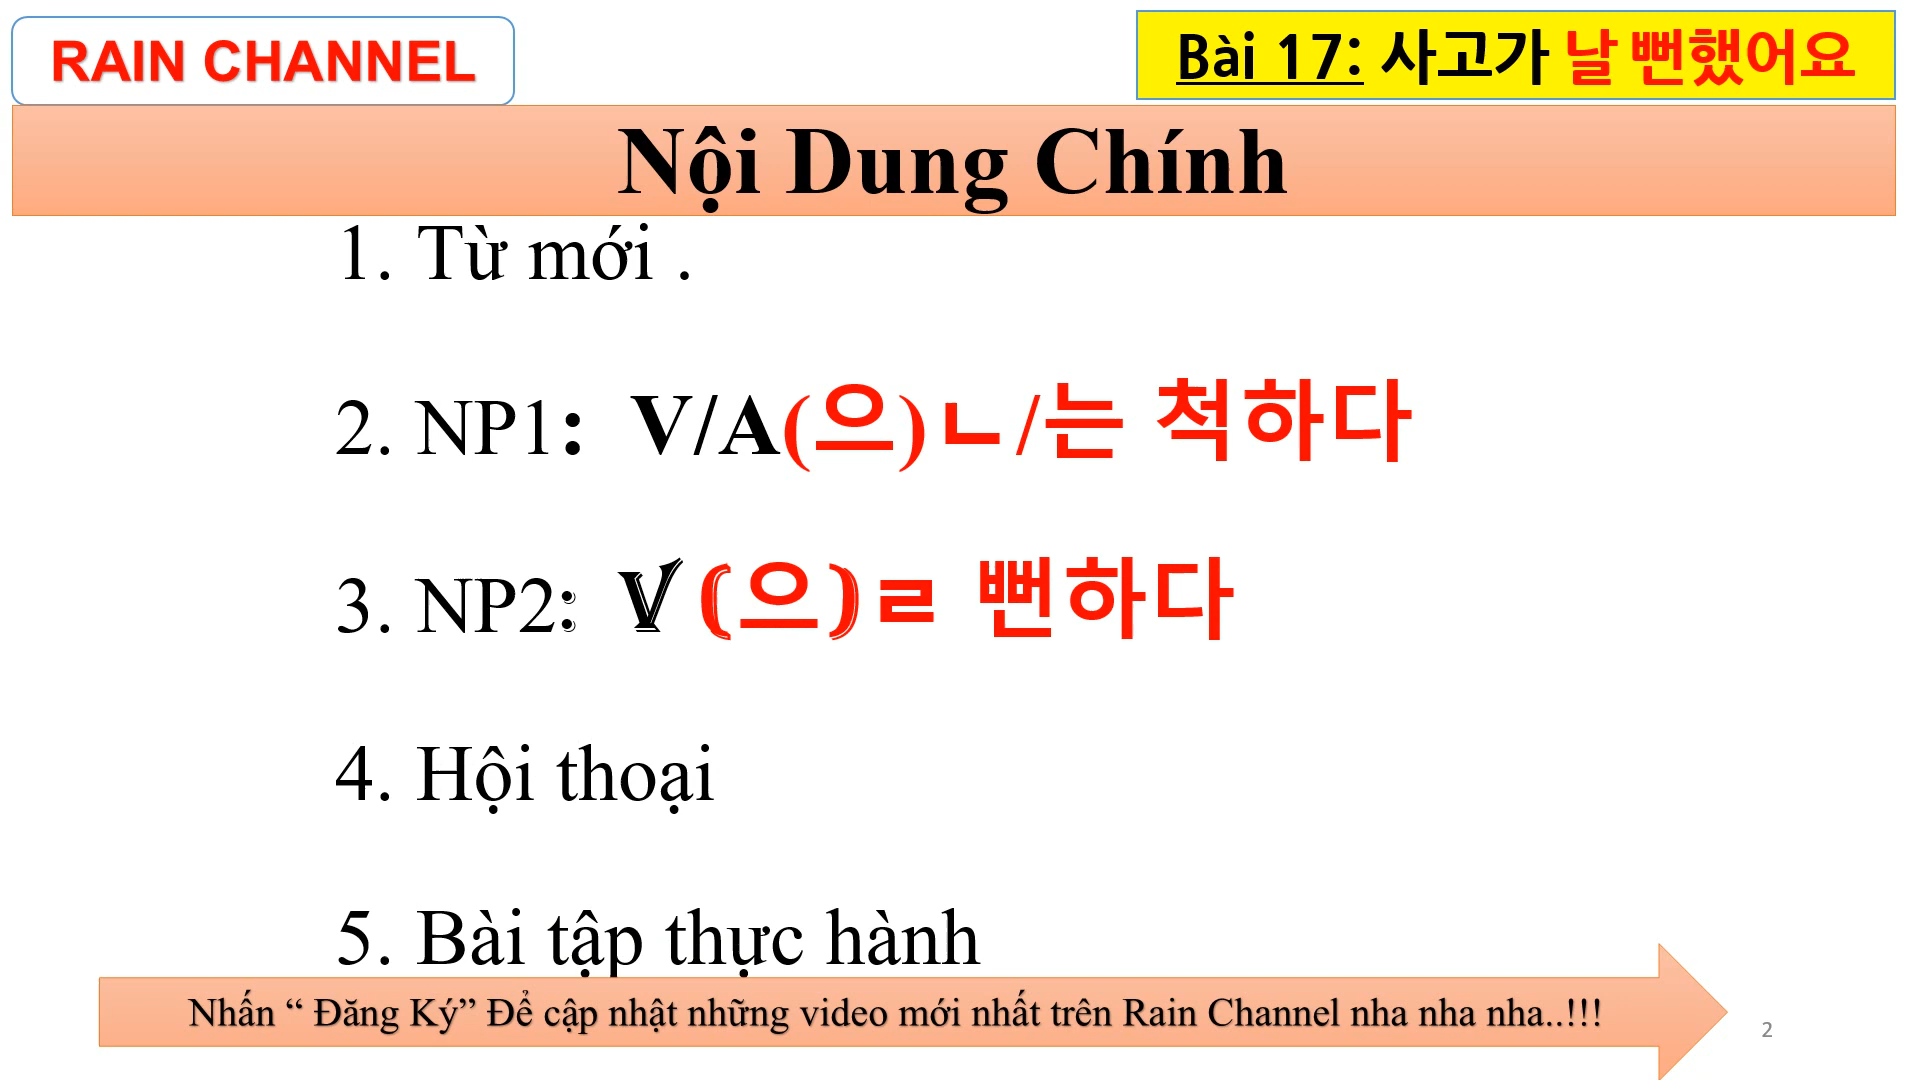 RAIN CHANNEL
Bài 17: 사고가 날 뻔했어요
Nội Dung Chính
1. Từ mới .
2. NP1: V/A(으)ㄴ/는 척하다
3. NP2: V (으)ㄹ 뻔하다
4. Hội thoại
5. Bài tập thực hành
Nhấn “ Đăng Ký” Để cập nhật những video mới nhất trên Rain Channel nha nha nha..!!!
2